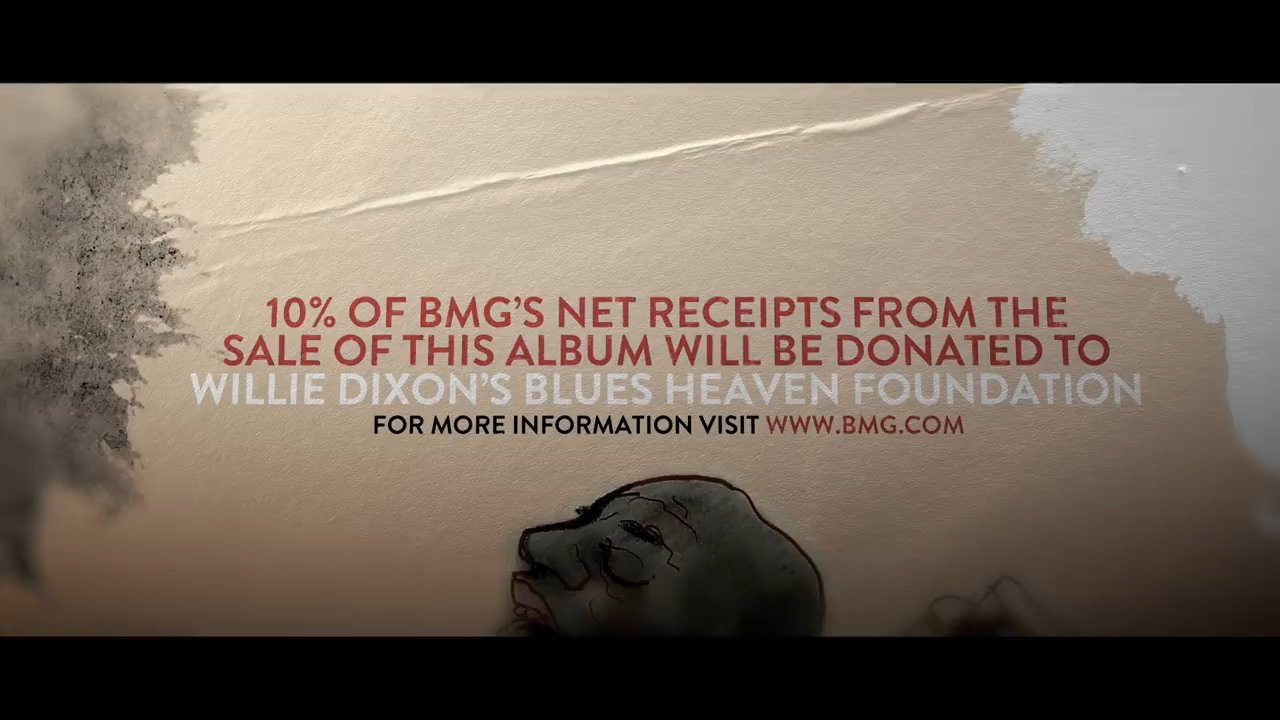 10% OF BMG’S NET RECEIPTS FROM THE
SALE OF THIS ALBUM WILL BE DONATED TO
WILLIE DIXON’S BLUES HEAVEN FOUNDATION
FOR MORE INFORMATION VISIT WWW.BMG.COM